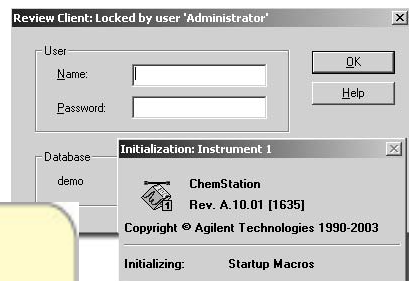 Review Client: Locked by user 'Administrator'
User
Name:
OK
Password:
Help
Database
demo
Initialization: Instrument 1
ChemStation
1
Rev. A.10.01 [1635]
Copyright © Agilent Technologies 1990-2003
Initializing: Startup Macros